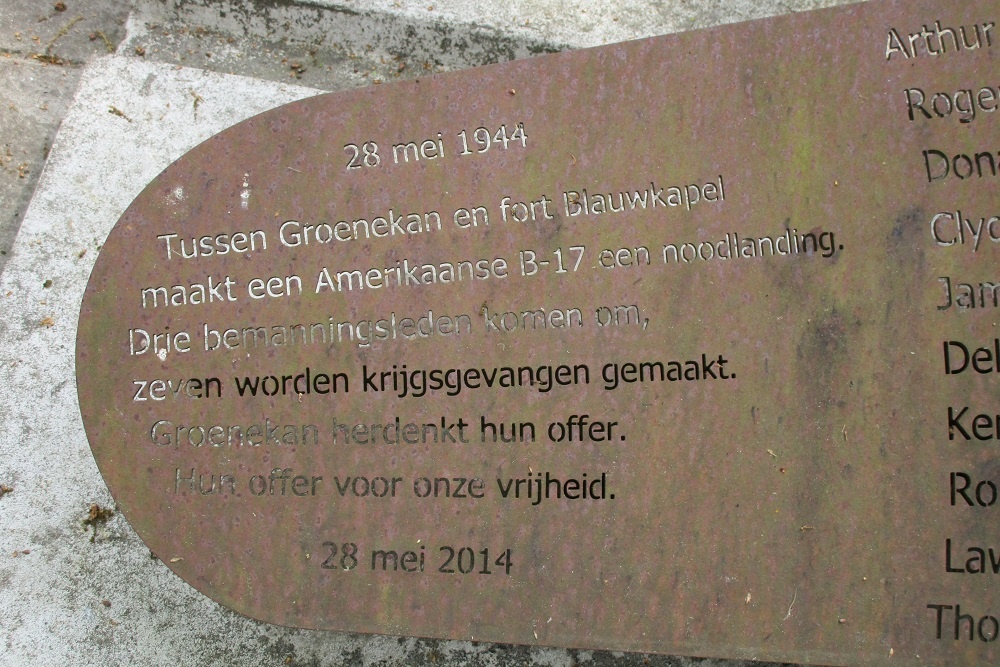 28 mei 1944
Tussen Groenekan en fort Blauwkapel
maakt een Amerikaanse B-17 een noodlanding.
Drie bemanningsleden komen om,
zeven worden krijgsgevangen gemaakt.
Groenekan herdenkt hun offer.
Hun offer voor onze vrijheid.
28 mei 2014
Arthur